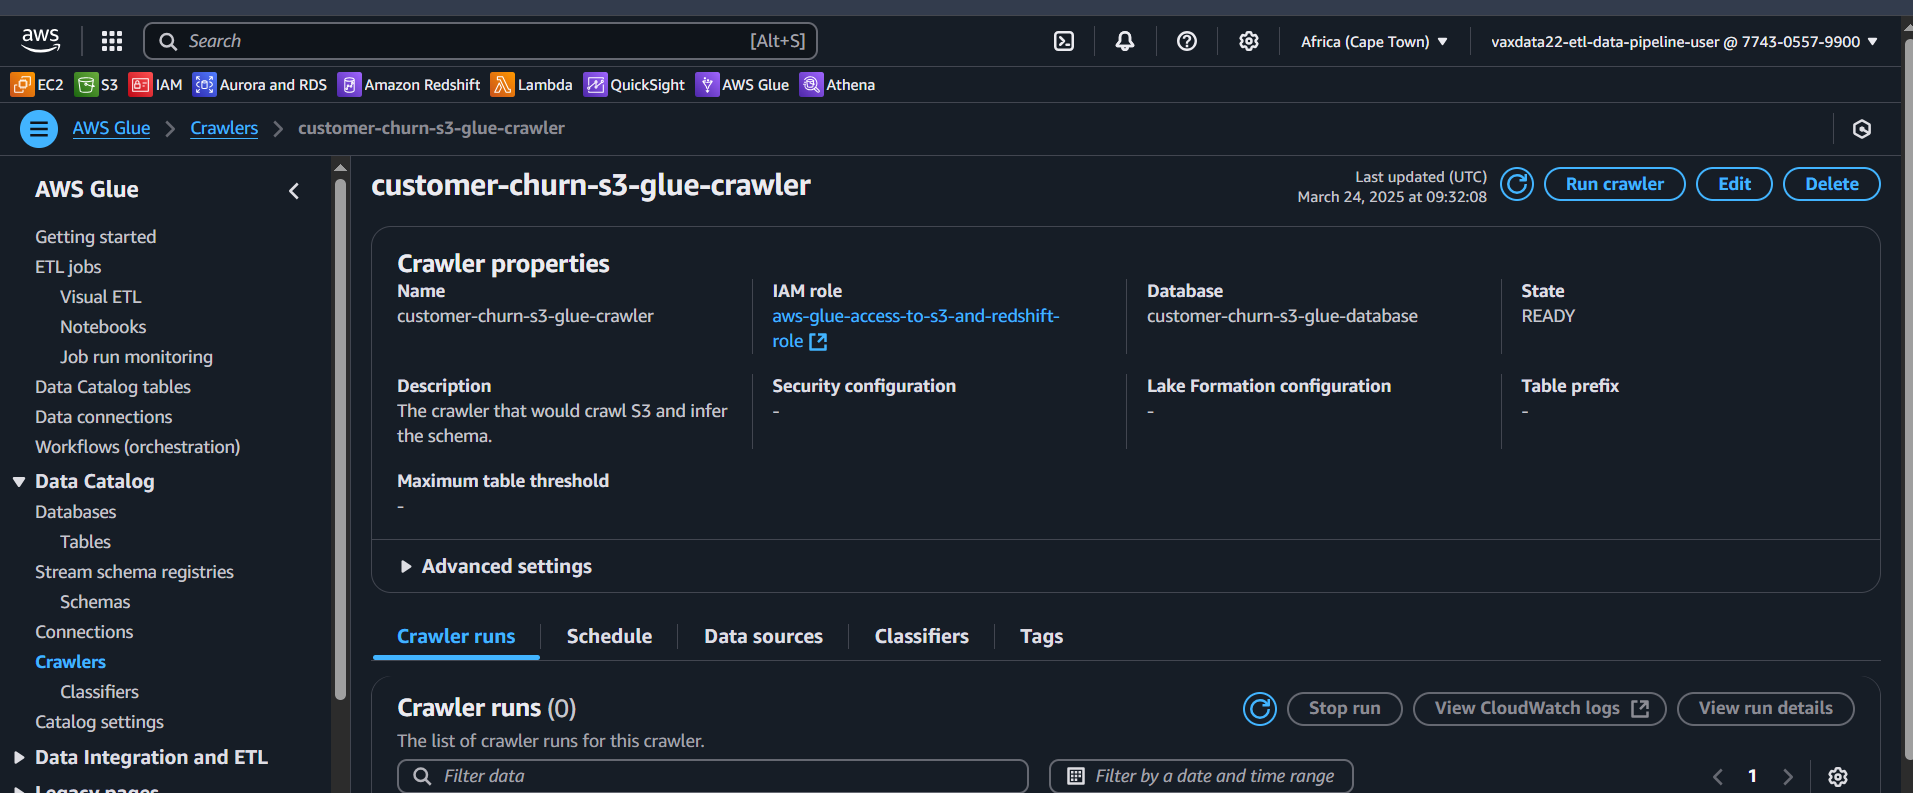 aws
Search
[Alt+S]
Africa (Cape Town)
vaxdata22-etl-data-pipeline-user @ 7743-0557-9900
EC2
S3
IAM
Aurora and RDS
Amazon Redshift
Lambda
QuickSight
AWS Glue
Athena
AWS Glue
Crawlers
customer-churn-s3-glue-crawler
AWS Glue
Getting started
ETL jobs
Visual ETL
Notebooks
Job run monitoring
Data Catalog tables
Data connections
Workflows (orchestration)
Data Catalog
Databases
Tables
Stream schema registries
Schemas
Connections
Crawlers
Classifiers
Catalog settings
Data Integration and ETL
Legacy pages
customer-churn-s3-glue-crawler
Last updated (UTC)
March 24, 2025 at 09:32:08
Run crawler
Edit
Delete
Crawler properties
Name
customer-churn-s3-glue-crawler
IAM role
aws-glue-access-to-s3-and-redshift-
role
Database
customer-churn-s3-glue-database
State
READY
Description
The crawler that would crawl S3 and infer
the schema.
Security configuration
-
Lake Formation configuration
-
Table prefix
-
Maximum table threshold
-
Advanced settings
Crawler runs
Schedule
Data sources
Classifiers
Tags
Crawler runs (0)
The list of crawler runs for this crawler.
Stop run
View CloudWatch logs
View run details
Filter data
Filter by a date and time range
1